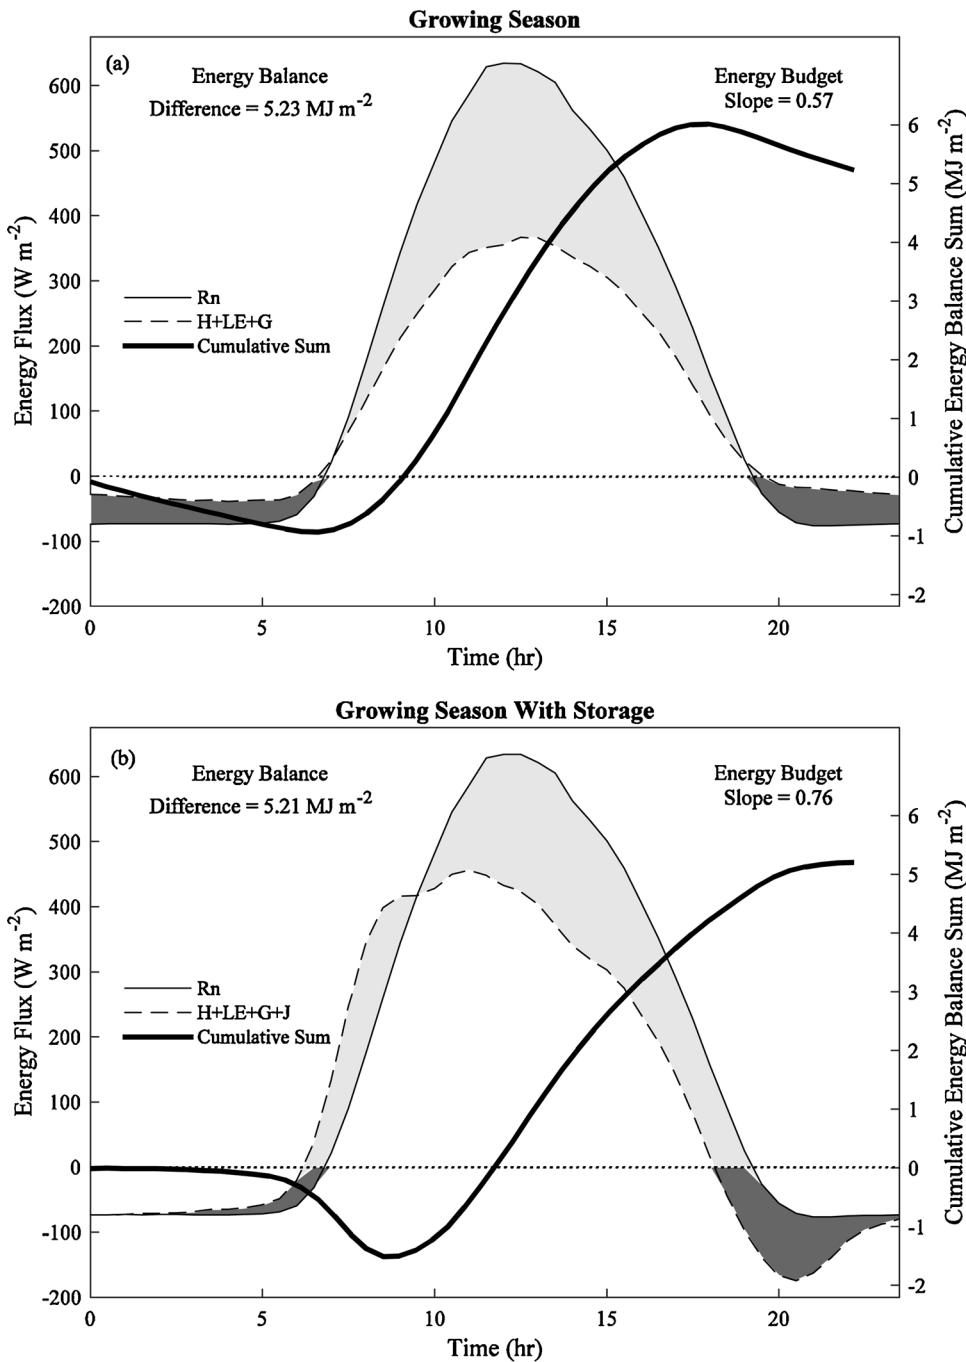 Growing Season
(a)
Energy Balance
Difference = 5.23 MJ m-2
Energy Budget
Slope = 0.57
Rn
H+LE+G
Cumulative Sum
600
500
400
300
200
100
0
-100
-200
6
5
4
3
2
1
0
-1
-2
0 5 10 15 20
Energy Flux (W m-2)
Cumulative Energy Balance Sum (MJ m-2)
Time (hr)
Growing Season With Storage
(b)
Energy Balance
Difference = 5.21 MJ m-2
Energy Budget
Slope = 0.76
Rn
H+LE+G+J
Cumulative Sum
600
500
400
300
200
100
0
-100
-200
6
5
4
3
2
1
0
-1
-2
0 5 10 15 20
Energy Flux (W m-2)
Cumulative Energy Balance Sum (MJ m-2)
Time (hr)